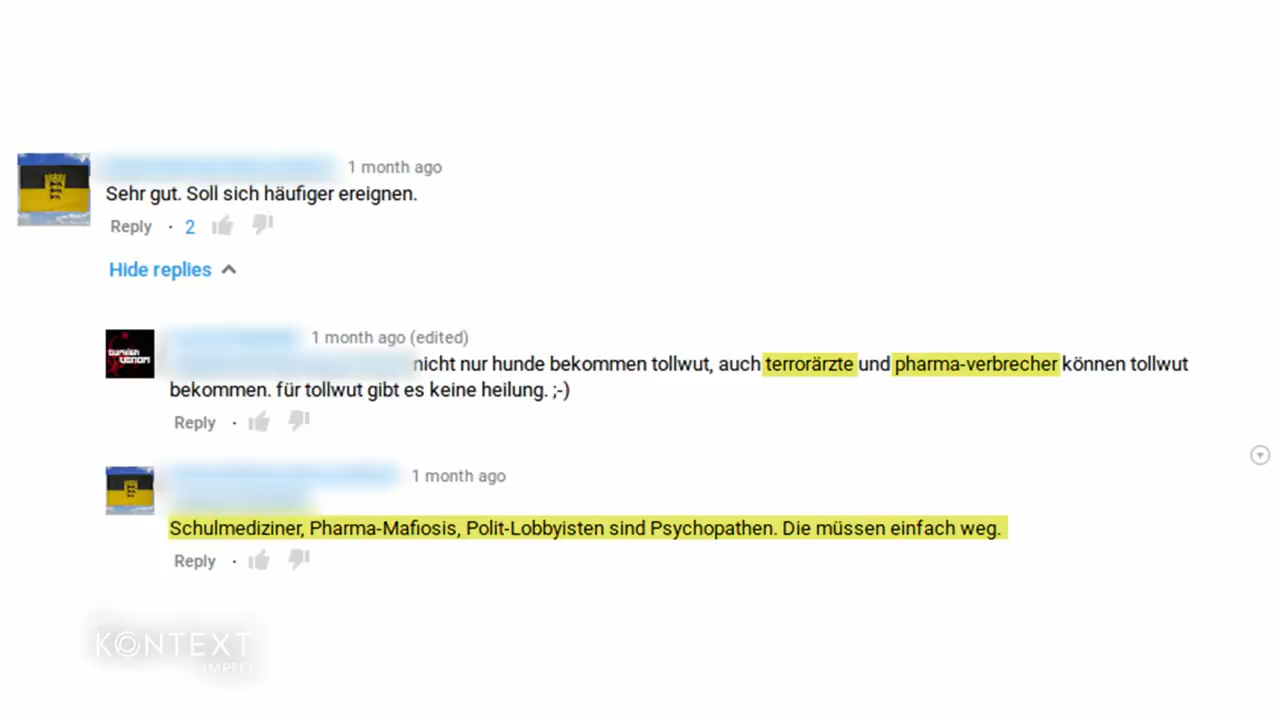 1 month ago
Sehr gut. Soll sich häufiger ereignen.
Reply · 2
Hide replies
1 month ago (edited)
nicht nur hunde bekommen tollwut, auch terrorärzte und pharma-verbrecher können tollwut
bekommen. für tollwut gibt es keine heilung. ;-)
Reply ·
1 month ago
Schulmediziner, Pharma-Mafiosis, Polit-Lobbyisten sind Psychopathen. Die müssen einfach weg.
Reply ·
KONTEXT